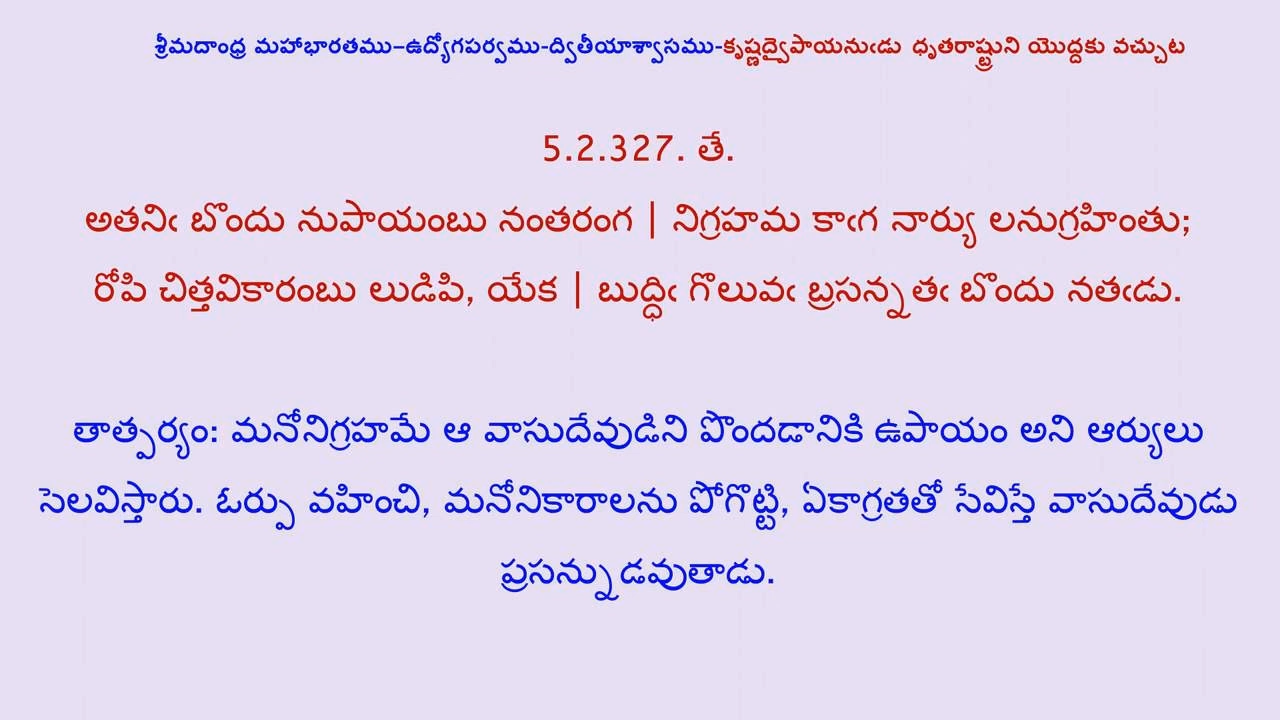 శ్రీమదాంధ్ర మహాభారతము–ఉద్యోగపర్వము-ద్వితీయాశ్వాసము-కృష్ణద్వైపాయనుఁడు ధృతరాష్ట్రుని యొద్దకు వచ్చుట
5.2.327. తే.
అతనిఁ బొందు నుపాయంబు నంతరంగ | నిగ్రహమ కాఁగ నార్యు లనుగ్రహింతు;
రోపి చిత్తవికారంబు లుడిపి, యేక | బుద్ధిఁ గొలువఁ బ్రసన్నతఁ బొందు నతఁడు.
తాత్పర్యం: మనోనిగ్రహమే ఆ వాసుదేవుడిని పొందడానికి ఉపాయం అని ఆర్యులు
సెలవిస్తారు. ఓర్పు వహించి, మనోనికారాలను పోగొట్టి, ఏకాగ్రతతో సేవిస్తే వాసుదేవుడు
ప్రసన్నుడవుతాడు.